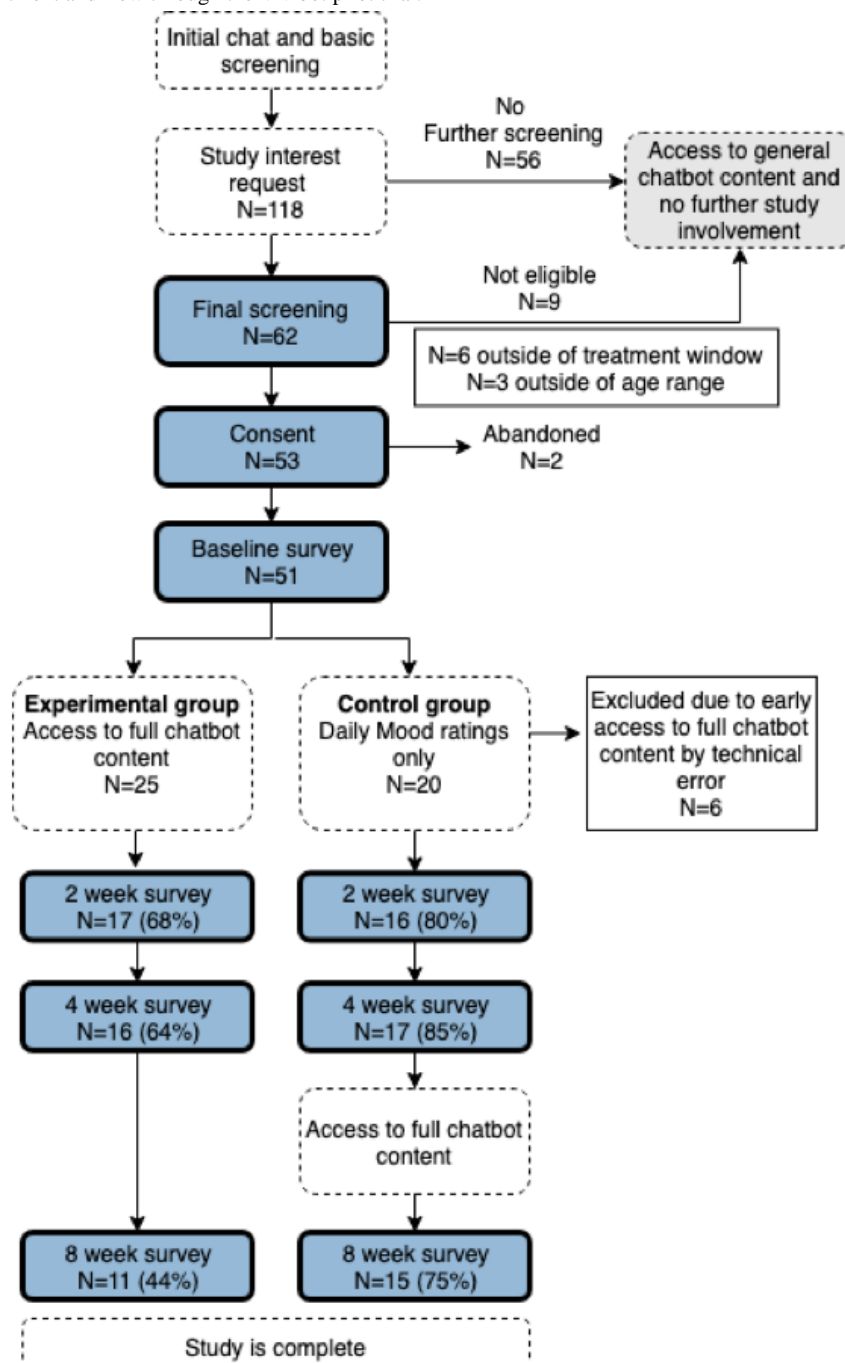 Initial chat and basic
screening
Study interest
request
N=118
No
Further screening
N=56
Access to general
chatbot content and
no further study
involvement
Final screening
N=62
Not eligible
N=9
N=6 outside of treatment window
N=3 outside of age range
Consent
N=53
Abandoned
N=2
Baseline survey
N=51
Experimental group
Access to full chatbot
content
N=25
Control group
Daily Mood ratings
only
N=20
Excluded due to early
access to full chatbot
content by technical
error
N=6
2 week survey
N=17 (68%)
2 week survey
N=16 (80%)
4 week survey
N=16 (64%)
4 week survey
N=17 (85%)
Access to full chatbot
content
8 week survey
N=11 (44%)
8 week survey
N=15 (75%)
Study is complete